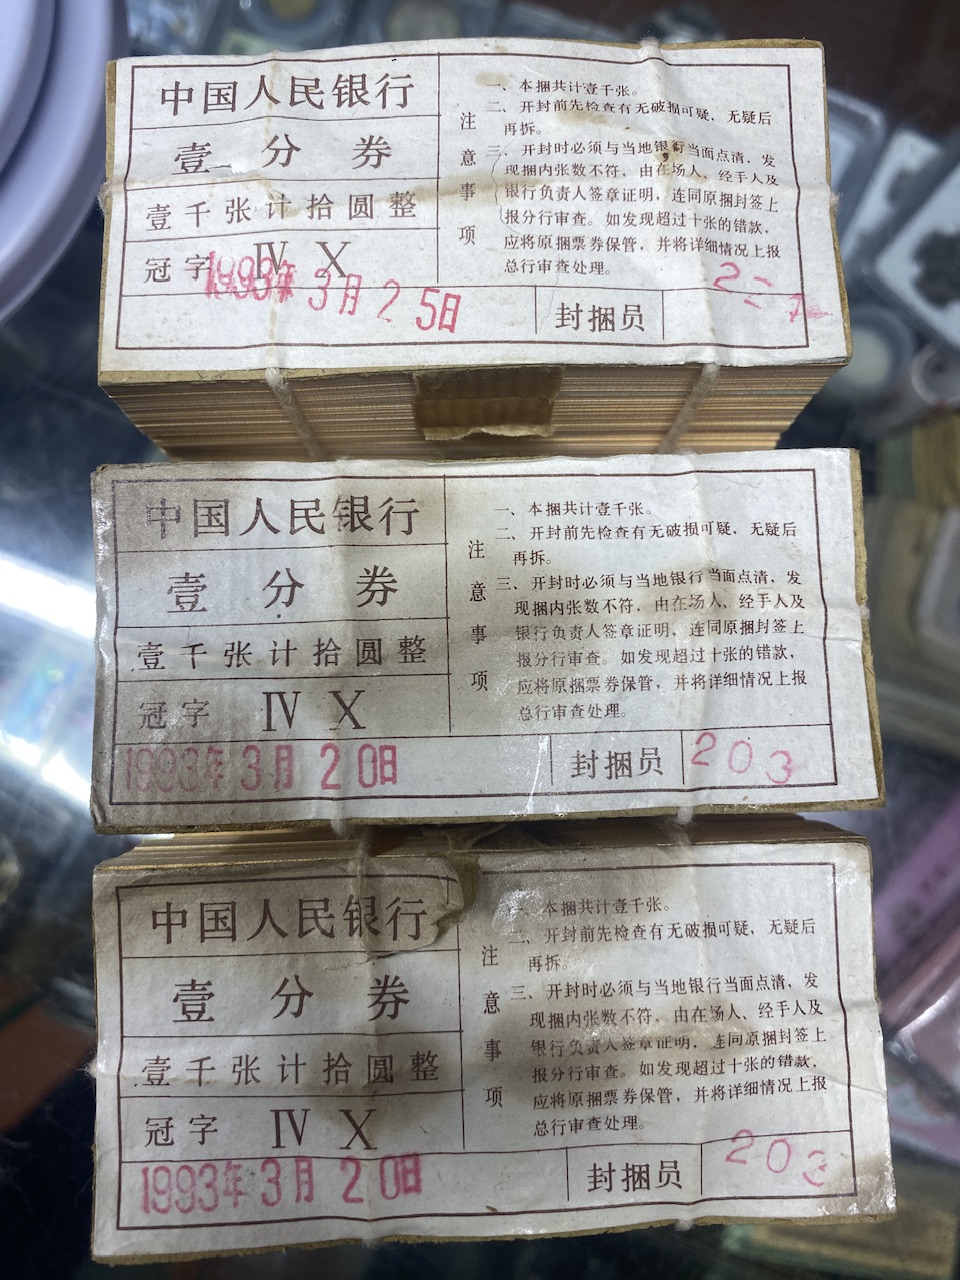 中国人民银行
壹分券
壹千张计拾圆整
冠字 Ⅳ Ⅹ
1993年3月25日
注意事项
一、本捆共计壹千张。
二、开封前先检查有无破损可疑，无疑后
再拆。
三、开封时必须与当地银行当面点清，发
现捆内张数不符，由在场人、经手人及
银行负责人签章证明，连同原捆封签上
报分行审查。如发现超过十张的错款，
应将原捆票券保管，并将详细情况上报
总行审查处理。
封捆员
中国人民银行
壹分券
壹千张计拾圆整
冠字 Ⅳ Ⅹ
1993年3月20日
注意事项
一、本捆共计壹千张。
二、开封前先检查有无破损可疑，无疑后
再拆。
三、开封时必须与当地银行当面点清，发
现捆内张数不符，由在场人、经手人及
银行负责人签章证明，连同原捆封签上
报分行审查。如发现超过十张的错款，
应将原捆票券保管，并将详细情况上报
总行审查处理。
封捆员 203
中国人民银行
壹分券
壹千张计拾圆整
冠字 Ⅳ Ⅹ
1993年3月20日
注意事项
一、本捆共计壹千张。
二、开封前先检查有无破损可疑，无疑后
再拆。
三、开封时必须与当地银行当面点清，发
现捆内张数不符，由在场人、经手人及
银行负责人签章证明，连同原捆封签上
报分行审查。如发现超过十张的错款，
应将原捆票券保管，并将详细情况上报
总行审查处理。
封捆员 203